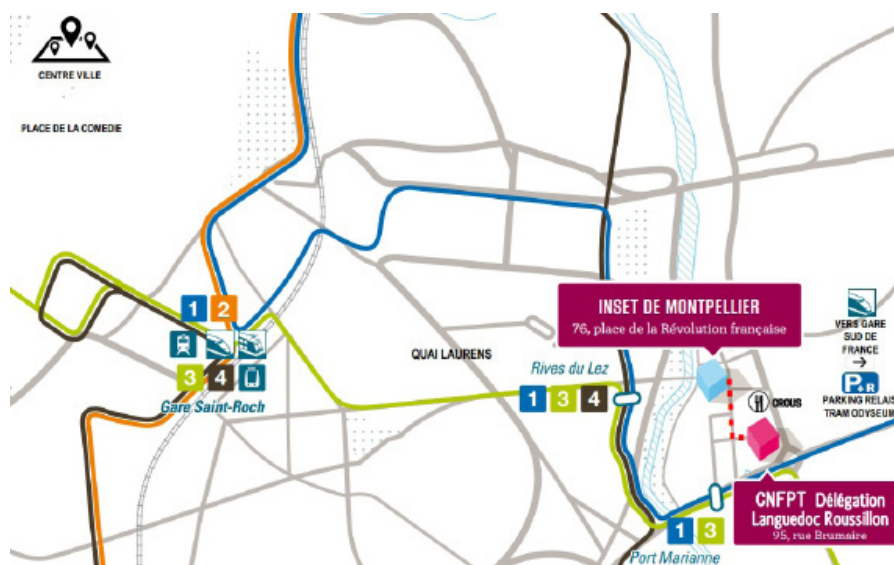 CENTRE VILLE
PLACE DE LA COMEDIE
1 2
3 4
Gare Saint-Roch
QUAI LAURENS
INSET DE MONTPELLIER
76, place de la Révolution française
Rives du Lez
1 3 4
VERS GARE
SUD DE
FRANCE
P+R
PARKING RELAIS
TRAM ODYSEUM
CROUS
CNFPT Délégation
Languedoc Roussillon
95, rue Brumaire
1 3
Port Marianne